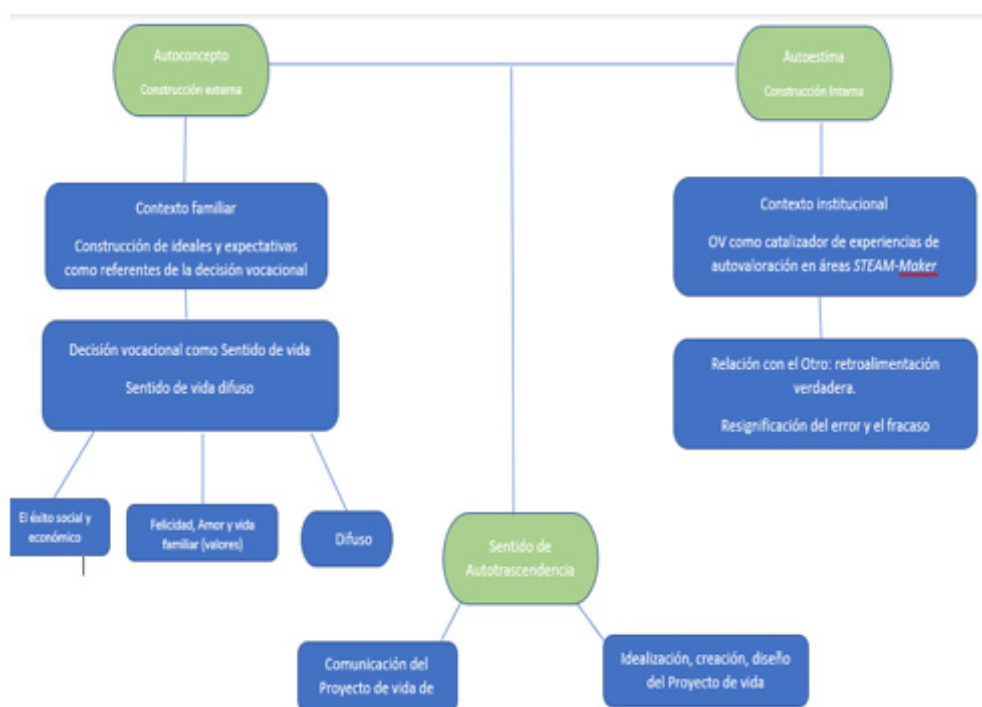 Autoconcepto
Construcción externa
Autoestima
Construcción Interna
Contexto familiar
Construcción de ideales y expectativas
como referentes de la decisión vocacional
Contexto institucional
OV como catalizador de experiencias de
autovaloración en áreas STEAM-Maker
Decisión vocacional como Sentido de vida
Sentido de vida difuso
Relación con el Otro: retroalimentación
verdadera.
Resignificación del error y el fracaso
El éxito social y
económico
Felicidad, Amor y vida
familiar (valores)
Difuso
Sentido de
Autotrascendencia
Comunicación del
Proyecto de vida de
Idealización, creación, diseño
del Proyecto de vida